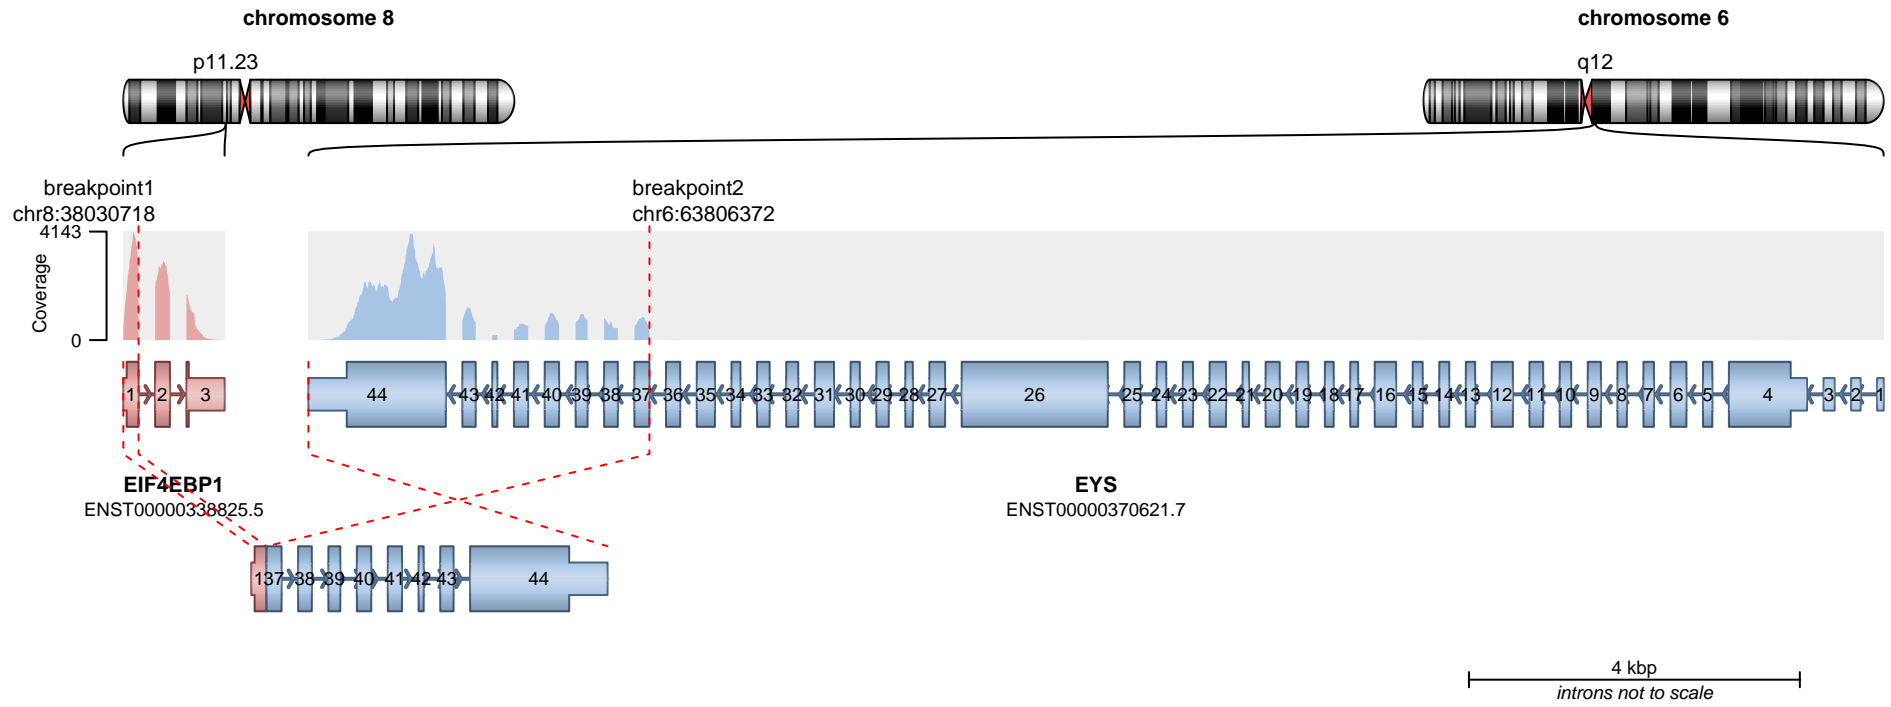 chromosome 8
chromosome 6
p11.23
q12
breakpoint1
chr8:38030718
breakpoint2
chr6:63806372
4143
Coverage
0
1 2 3
44 43 42 41 40 39 38 37 36 35 34 33 32 31 30 29 28 27 26 25 24 23 22 21 20 19 18 17 16 15 14 13 12 11 10 9 8 7 6 5 4 3 2 1
EIF4EBP1
ENST00000338825.5
EYS
ENST00000370621.7
1 37 38 39 40 41 42 43 44
4 kbp
introns not to scale